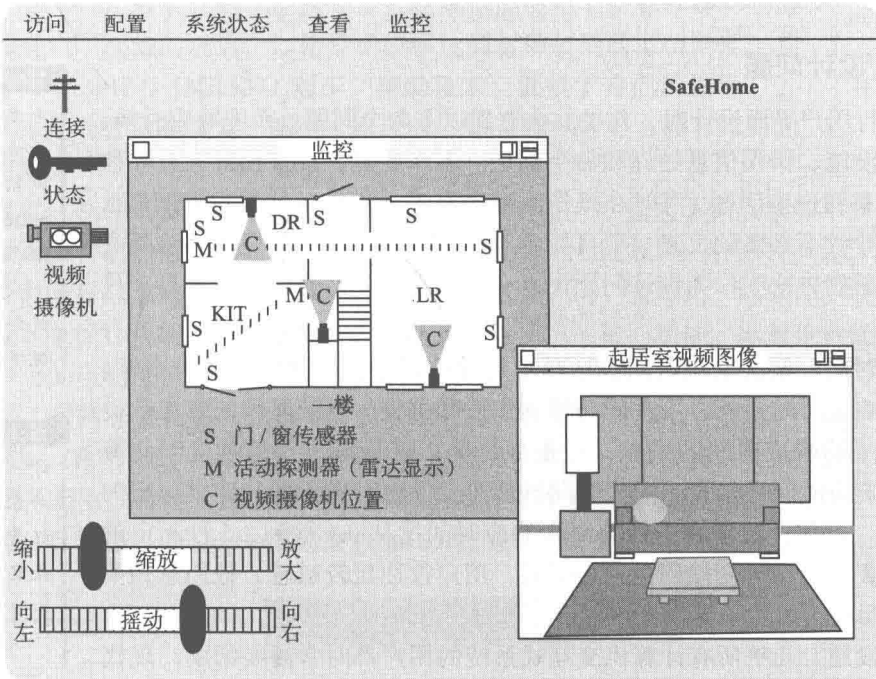 访问 配置 系统状态 查看 监控
SafeHome
连接
状态
视频
摄像机
监控
S DR S S
S
M C S
M C LR
KIT
S C S
S
一楼
S 门/窗传感器
M 活动探测器(雷达显示)
C 视频摄像机位置
起居室视频图像
缩小 缩放 放大
向左 摇动 向右